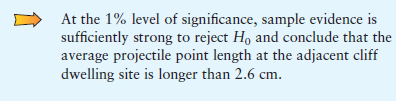 At the 1% level of significance, sample evidence is
sufficiently strong to reject H0 and conclude that the
average projectile point length at the adjacent cliff
dwelling site is longer than 2.6 cm.